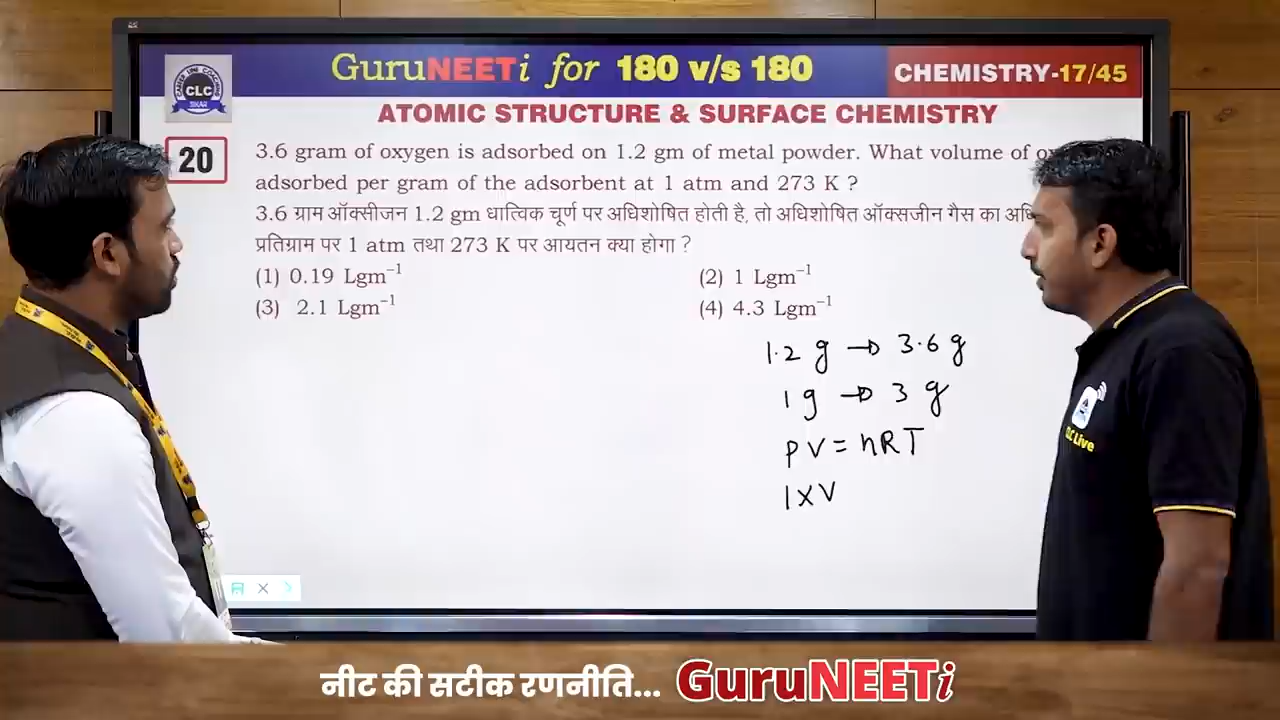 GuruNEETi for 180 v/s 180
CHEMISTRY-17/45
CAREER LINE COACHING
CLC
SIKAR
ATOMIC STRUCTURE & SURFACE CHEMISTRY
20
3.6 gram of oxygen is adsorbed on 1.2 gm of metal powder. What volume of
adsorbed per gram of the adsorbent at 1 atm and 273 K ?
3.6 ग्राम ऑक्सीजन 1.2 gm धात्विक चूर्ण पर अधिशोषित होती है, तो अधिशोषित ऑक्सजीन गैस का
प्रतिग्राम पर 1 atm तथा 273 K पर आयतन क्या होगा ?
(1) 0.19 Lgm⁻¹
(2) 1 Lgm⁻¹
(3) 2.1 Lgm⁻¹
(4) 4.3 Lgm⁻¹
1.2 g → 3.6 g
1 g → 3 g
PV = nRT
1×V
CLC Live
नीट की सटीक रणनीति... GuruNEETi